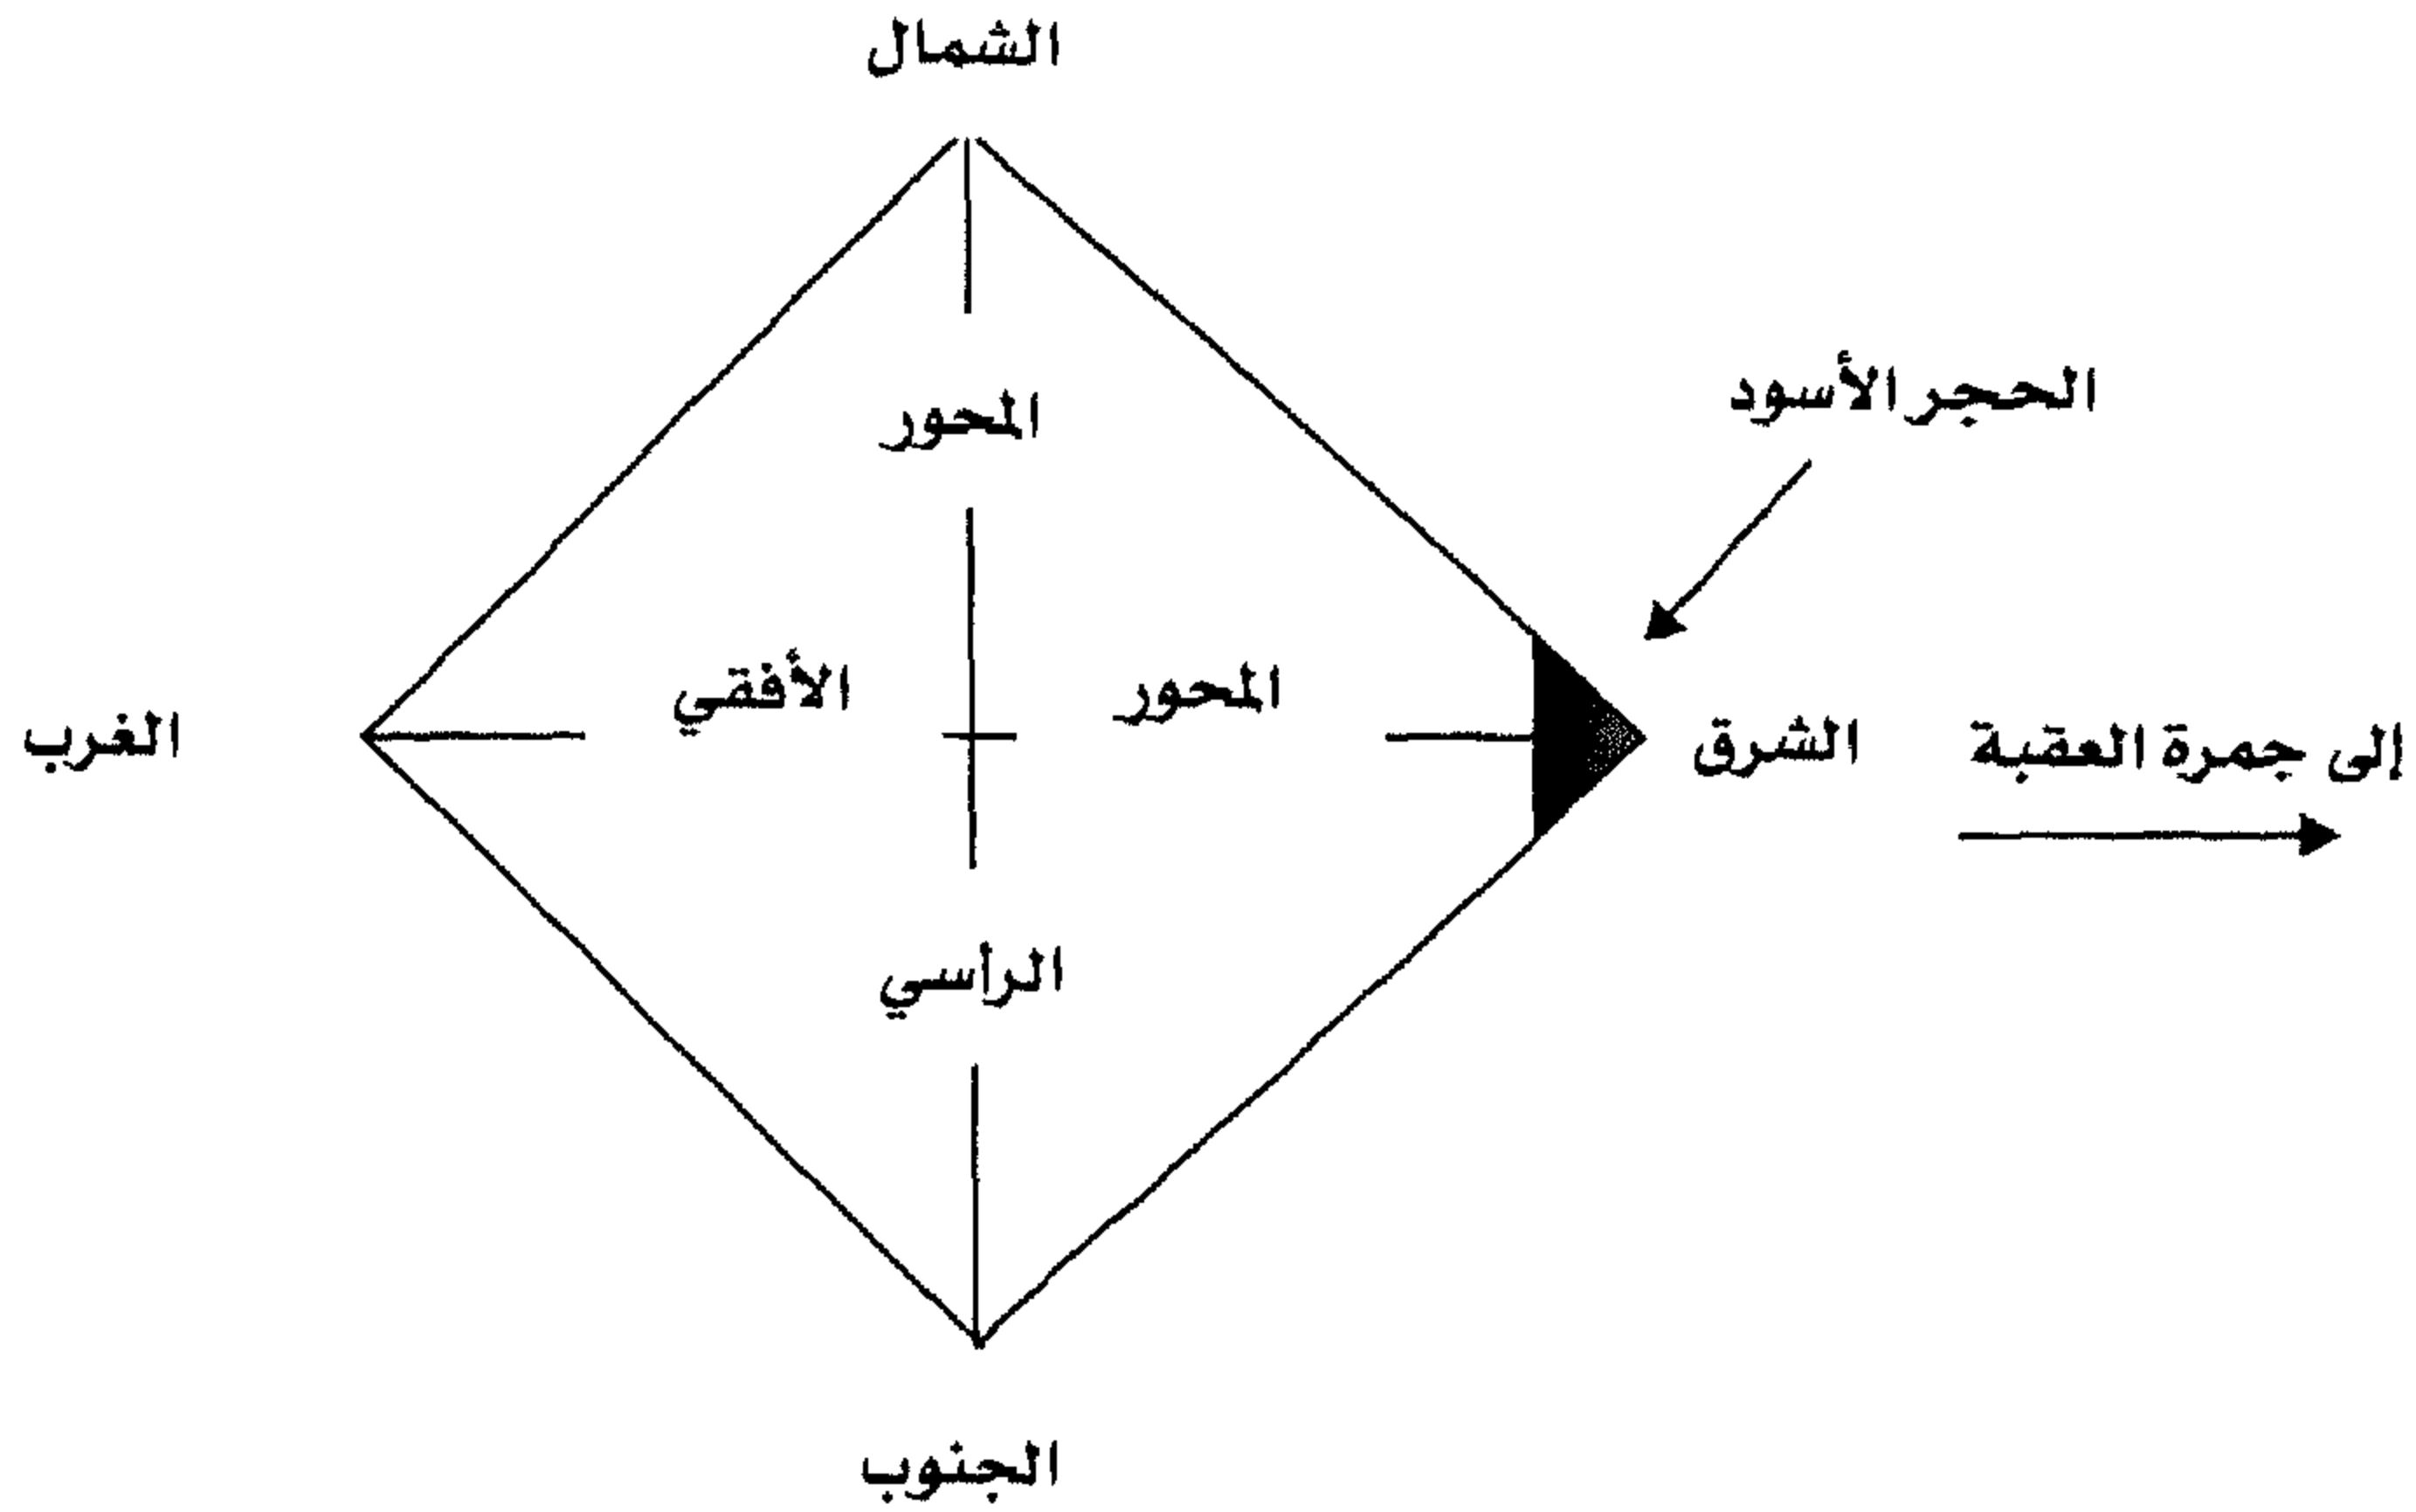 الشمال
الحجر الأسود
المحور
المحور الأفقي
إلى جمرة العقبة
الشرق
الغرب
الرأسي
الجنوب